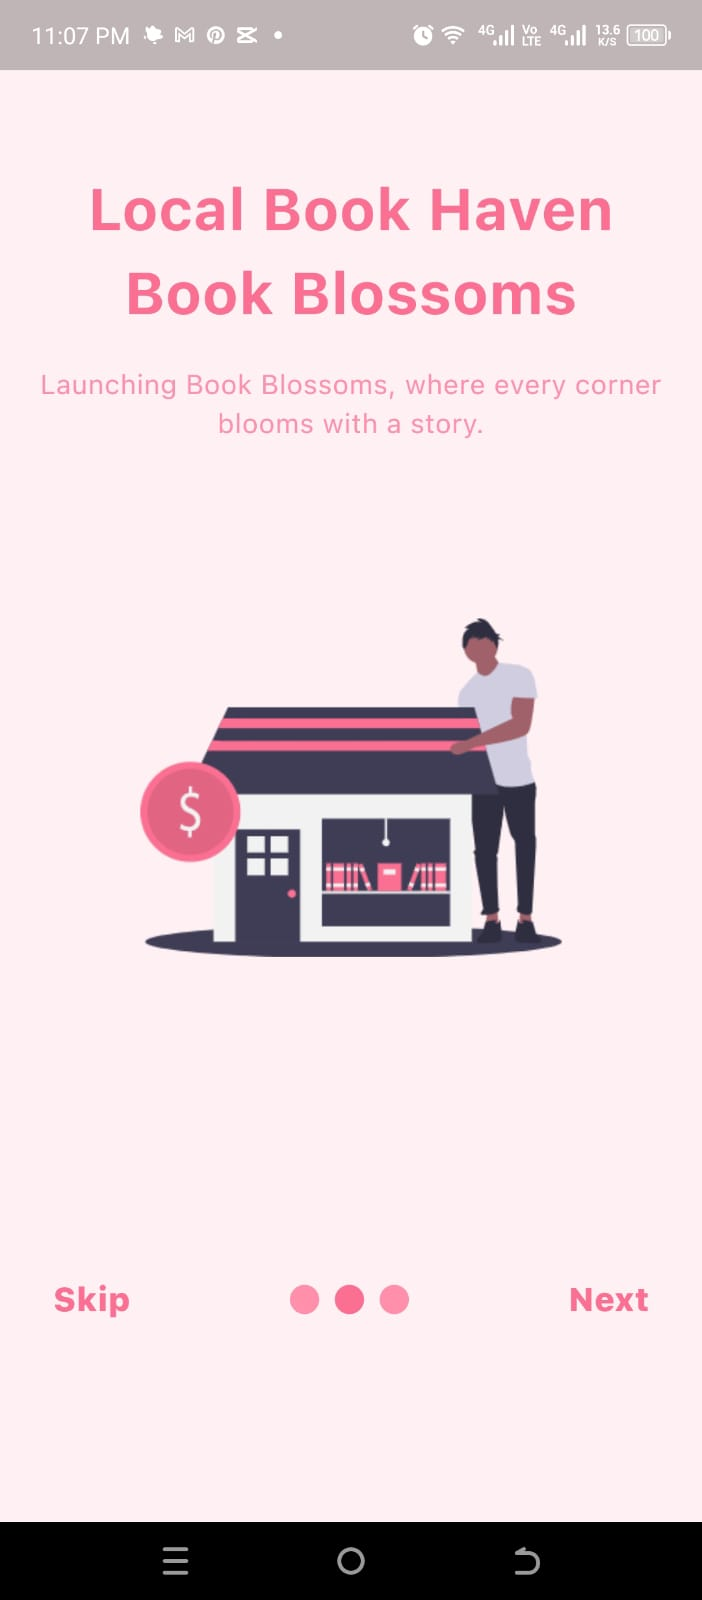 11:07 PM
4G Vo LTE 4G 13.6 K/S 100
Local Book Haven
Book Blossoms
Launching Book Blossoms, where every corner
blooms with a story.
$
Skip
Next